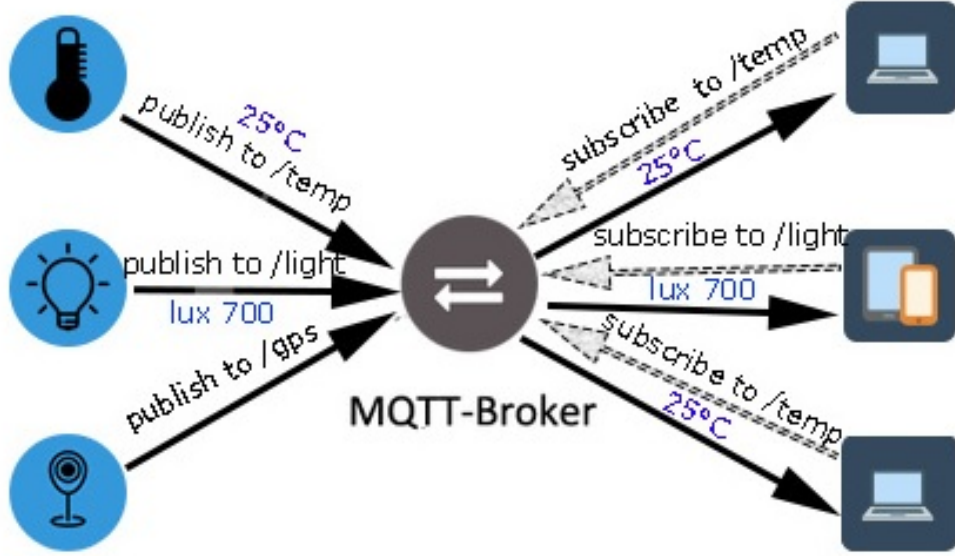 publish to /temp
25°C
publish to /light
lux 700
publish to /gps
MQTT-Broker
subscribe to /temp
25°C
subscribe to /light
lux 700
subscribe to /temp
25°C